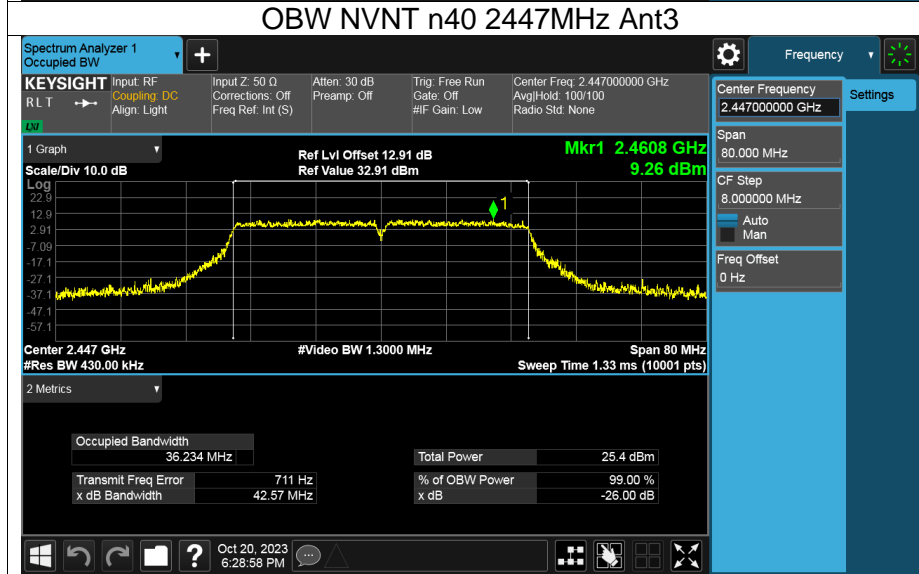 OBW NVNT n40 2447MHz Ant3
Spectrum Analyzer 1
Occupied BW
+
Frequency
KEYSIGHT
RLT
LXI
Input: RF
Coupling: DC
Align: Light
Input Z: 50 Ω
Corrections: Off
Freq Ref: Int (S)
Atten: 30 dB
Preamp: Off
Trig: Free Run
Gate: Off
#IF Gain: Low
Center Freq: 2.447000000 GHz
Avg|Hold: 100/100
Radio Std: None
Center Frequency
2.447000000 GHz
Settings
Span
80.000 MHz
CF Step
8.000000 MHz
Auto
Man
Freq Offset
0 Hz
1 Graph
Scale/Div 10.0 dB
Ref Lvl Offset 12.91 dB
Ref Value 32.91 dBm
Mkr1 2.4608 GHz
9.26 dBm
Log
22.9
12.9
2.91
-7.09
-17.1
-27.1
-37.1
-47.1
-57.1
1
Center 2.447 GHz
#Res BW 430.00 kHz
#Video BW 1.3000 MHz
Span 80 MHz
Sweep Time 1.33 ms (10001 pts)
2 Metrics
Occupied Bandwidth
36.234 MHz
Total Power 25.4 dBm
Transmit Freq Error 711 Hz
% of OBW Power 99.00 %
x dB Bandwidth 42.57 MHz
x dB -26.00 dB
?
Oct 20, 2023
6:28:58 PM